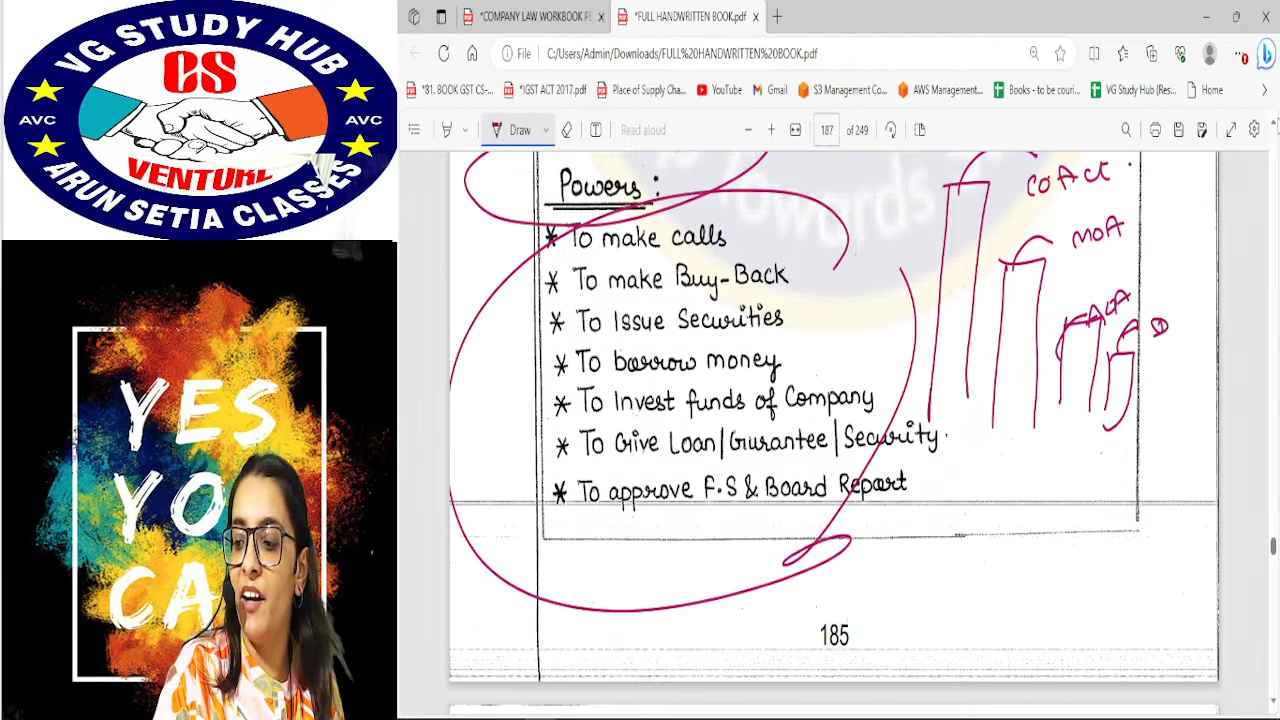 VG STUDY HUB
CS
AVC
AVC
VENTURE
ARUN SETIA CLASSES
YES
YO
CA
*COMPANY LAW WORKBOOK
*FULL HANDWRITTEN BOOK.pdf
File
C:/Users/Admin/Downloads/FULL%20HANDWRITTEN%20BOOK.pdf
*81. BOOK GST CS-...
*IGST ACT 2017.pdf
Place of Supply Cha...
YouTube
Gmail
S3 Management Co...
AWS Management...
Books - to be couri...
VG Study Hub (Res...
Home
Draw
Read aloud
187
of 249
Powers :
* To make calls
* To make Buy-Back
* To Issue Securities
* To borrow money
* To Invest funds of Company
* To Give Loan/Gurantee/Security.
* To approve F.S & Board Report
Co Act
MOA
AOA
185